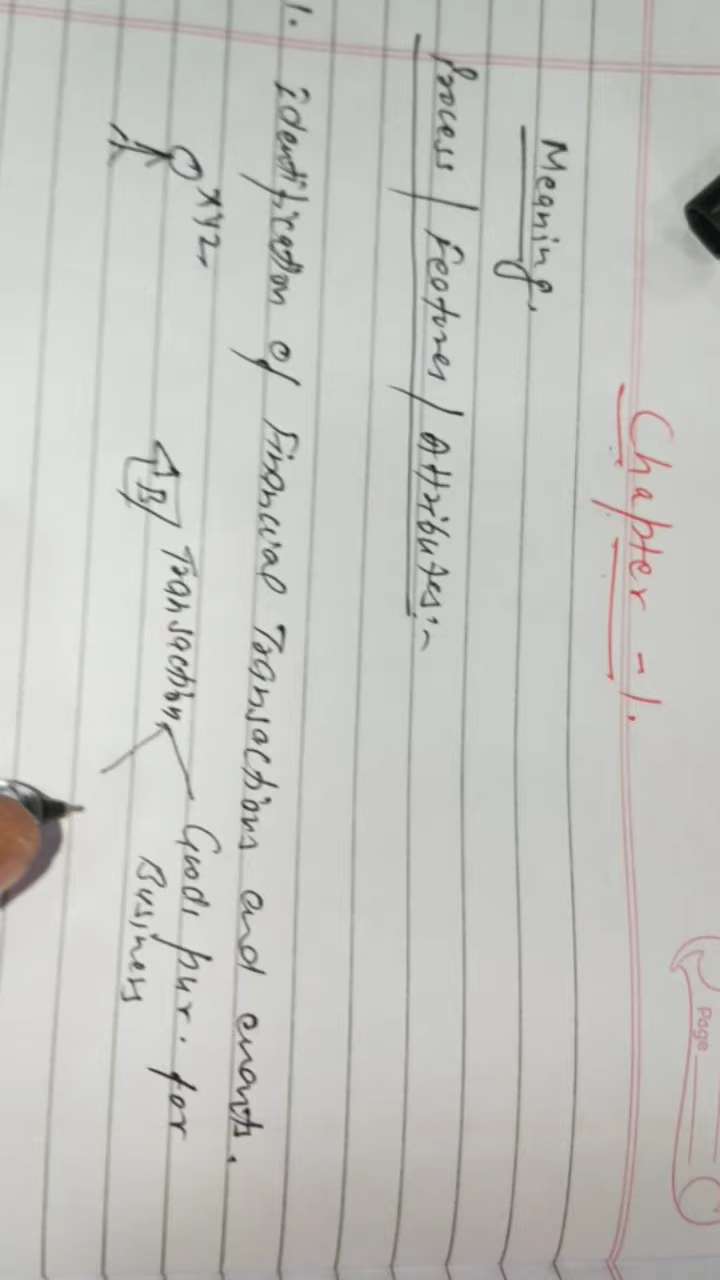 Page
Chapter - 1.
Meaning,
Process / Features / Attributes:-
1. Identification of Financial Transactions and events.
xyz
B Transaction, Goods pur. for
Business